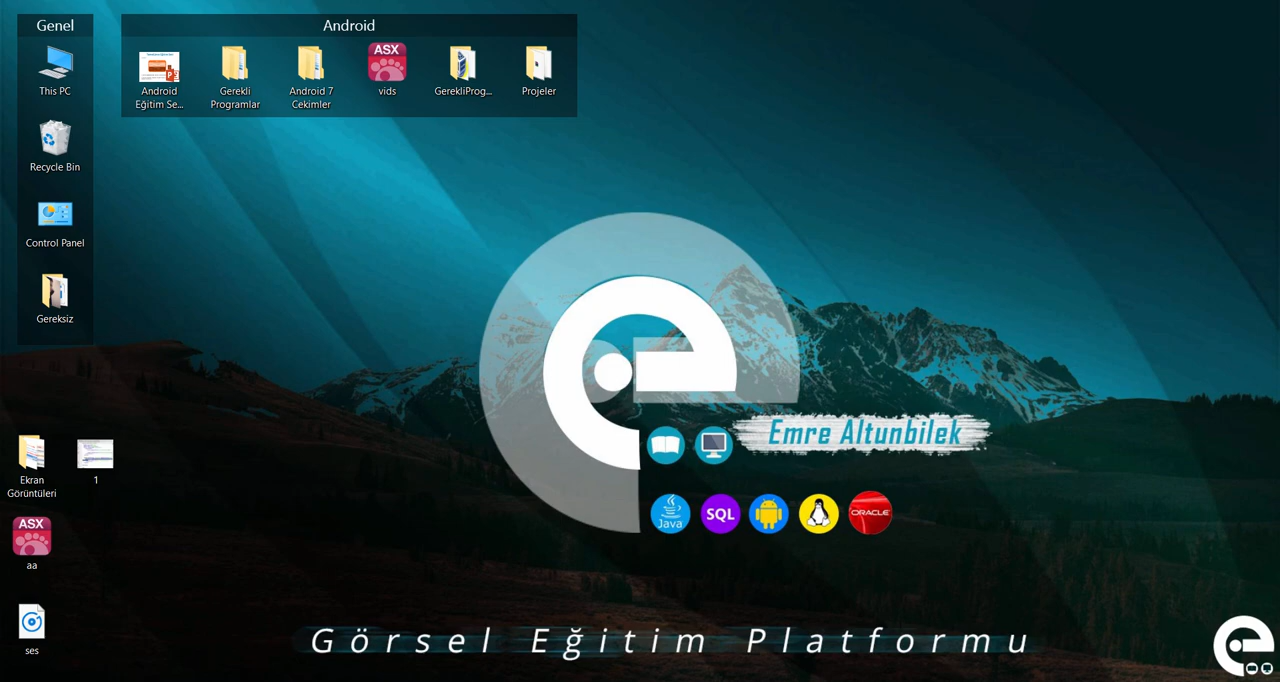 Genel
This PC
Recycle Bin
Control Panel
Gereksiz
Android
Android
Eğitim Se...
Gerekli
Programlar
Android 7
Cekimler
ASX
vids
GerekliProg...
Projeler
Ekran
Görüntüleri
1
ASX
aa
ses
Emre Altunbilek
Java
SQL
ORACLE
Görsel Eğitim Platformu